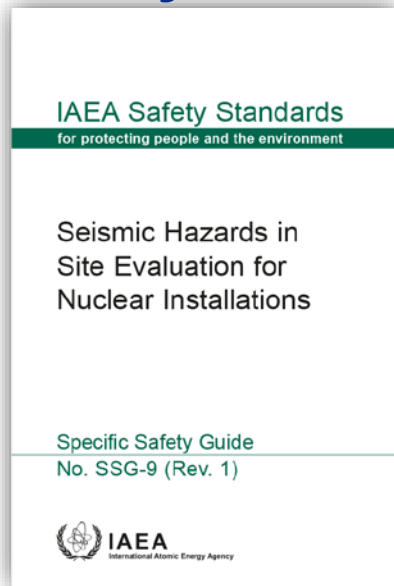 IAEA Safety Standards
for protecting people and the environment
Seismic Hazards in
Site Evaluation for
Nuclear Installations
Specific Safety Guide
No. SSG-9 (Rev. 1)
IAEA
International Atomic Energy Agency